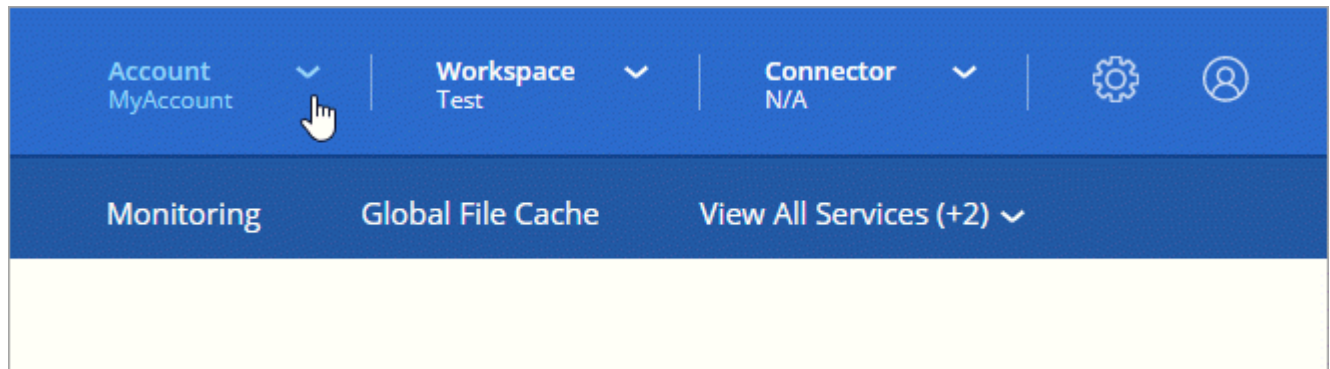 Account
MyAccount
Workspace
Test
Connector
N/A
Monitoring
Global File Cache
View All Services (+2)